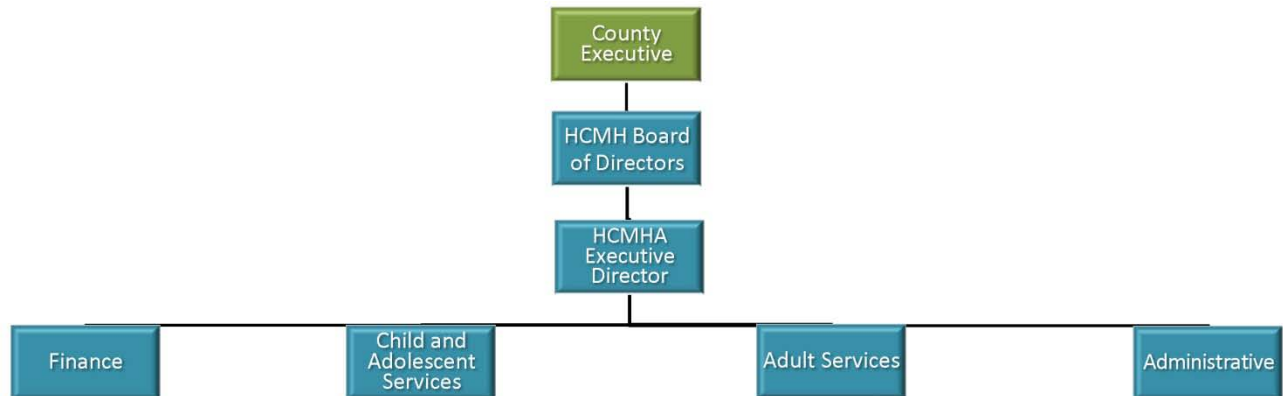 County
Executive
HCMH Board
of Directors
HCMHA
Executive
Director
Finance
Child and
Adolescent
Services
Adult Services
Administrative